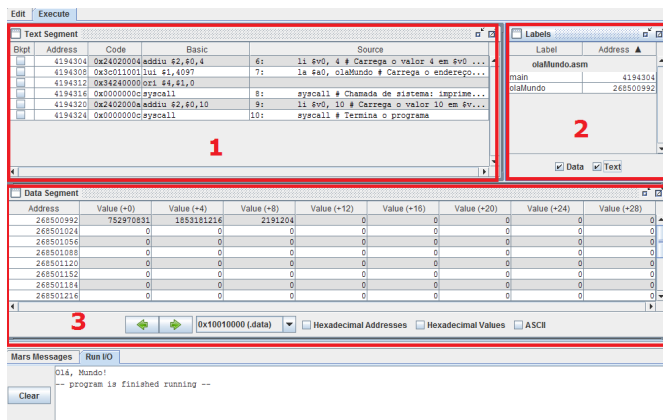 Edit Execute
Text Segment
Bkpt Address Code Basic Source
4194304 0x24020004 addiu $2,$0,4 6: li $v0, 4 # Carrega o valor 4 em $v0 ...
4194308 0x3c011001 lui $1,4097 7: la $a0, olaMundo # Carrega o endereço...
4194312 0x34240000 ori $4,$1,0
4194316 0x0000000c syscall 8: syscall # Chamada de sistema: imprime...
4194320 0x2402000a addiu $2,$0,10 9: li $v0, 10 # Carrega o valor 10 em $v...
4194324 0x0000000c syscall 10: syscall # Termina o programa
1
Labels
Label Address ▲
olaMundo.asm
main 4194304
olaMundo 268500992
2
Data Text
Data Segment
Address Value (+0) Value (+4) Value (+8) Value (+12) Value (+16) Value (+20) Value (+24) Value (+28)
268500992 752970831 1853181216 2191204 0 0 0 0 0
268501024 0 0 0 0 0 0 0 0
268501056 0 0 0 0 0 0 0 0
268501088 0 0 0 0 0 0 0 0
268501120 0 0 0 0 0 0 0 0
268501152 0 0 0 0 0 0 0 0
268501184 0 0 0 0 0 0 0 0
268501216 0 0 0 0 0 0 0 0
3
0x10010000 (.data) Hexadecimal Addresses Hexadecimal Values ASCII
Mars Messages Run I/O
Olá, Mundo!
-- program is finished running --
Clear